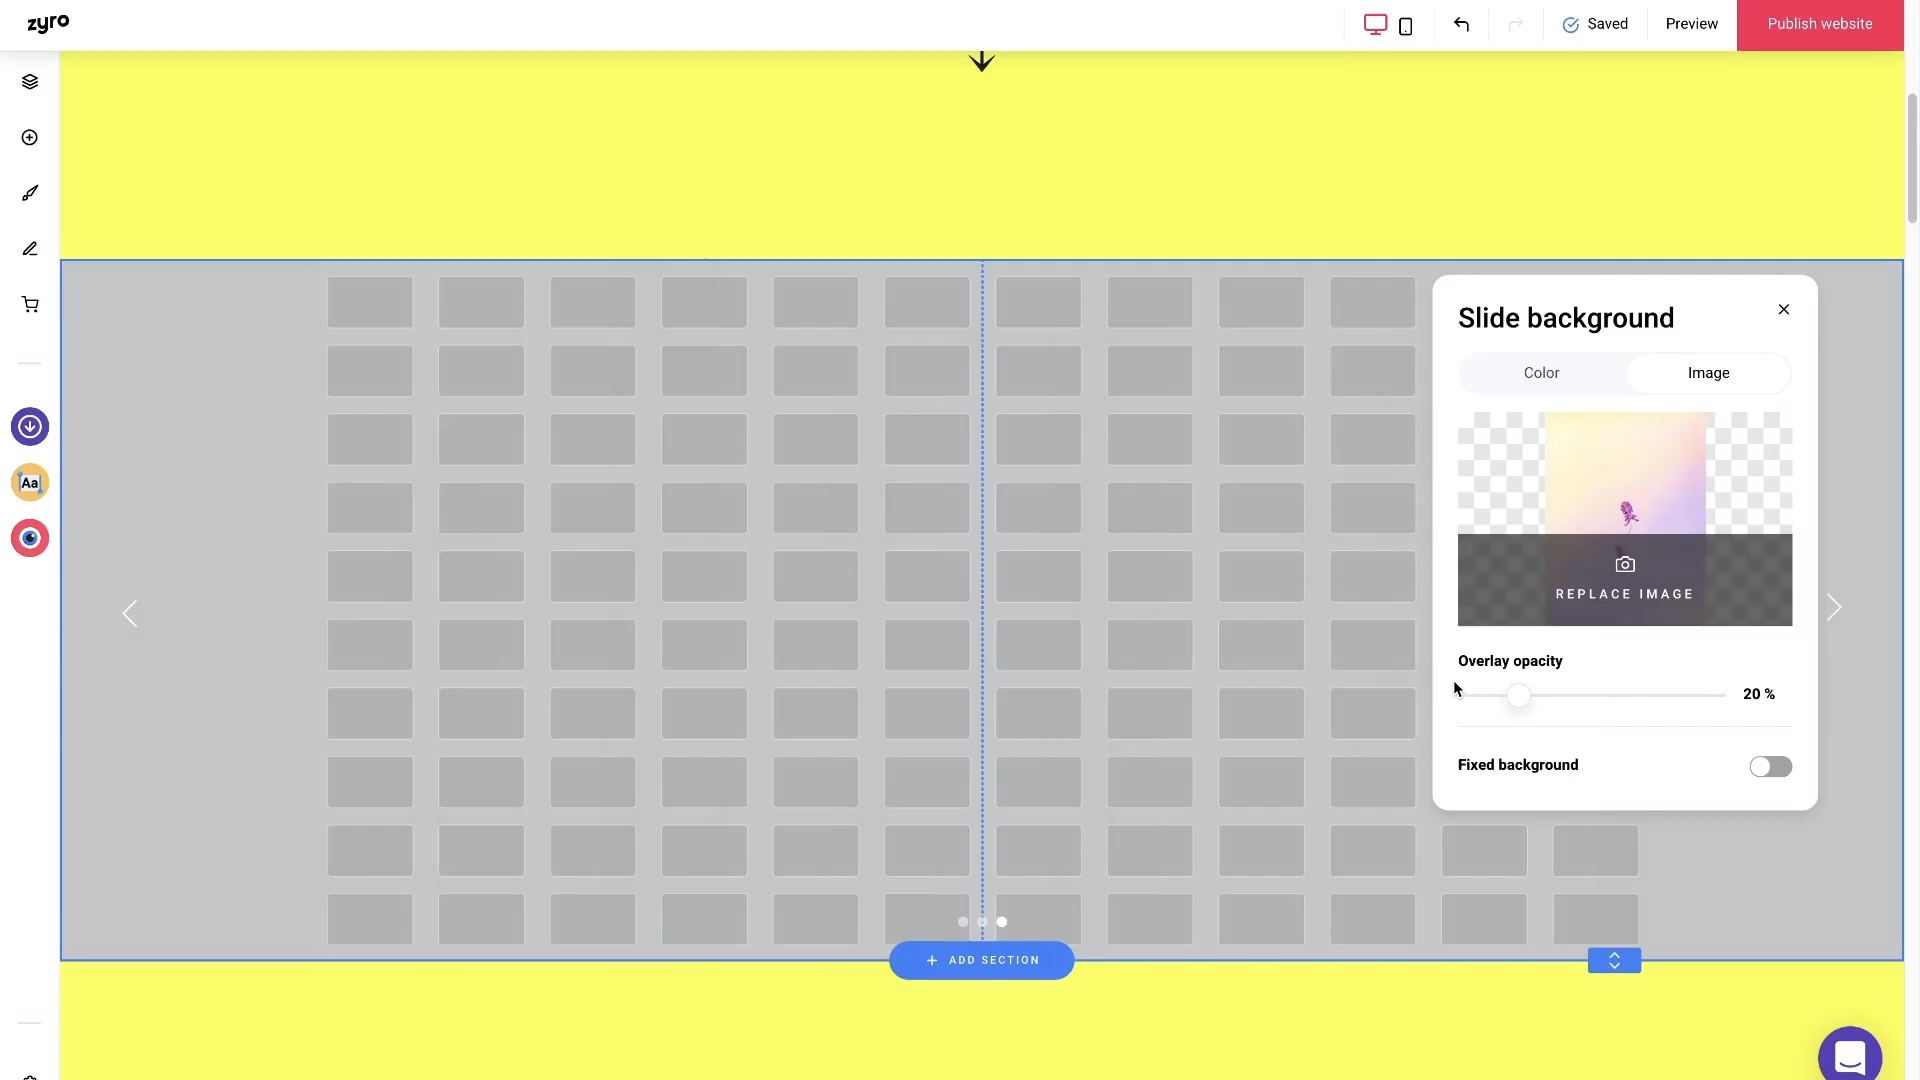 zyro
Saved
Preview
Publish website
Aa
Slide background
Color
Image
REPLACE IMAGE
Overlay opacity
20 %
Fixed background
+ ADD SECTION